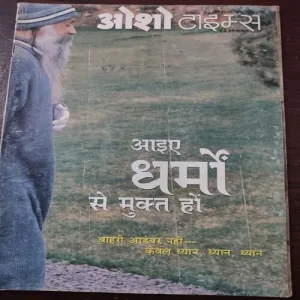 ओशो टाइम्स
आइए
धर्मों
से मुक्त हों
बाहरी आडंबर नहीं—
केवल ध्यान, ध्यान, ध्यान